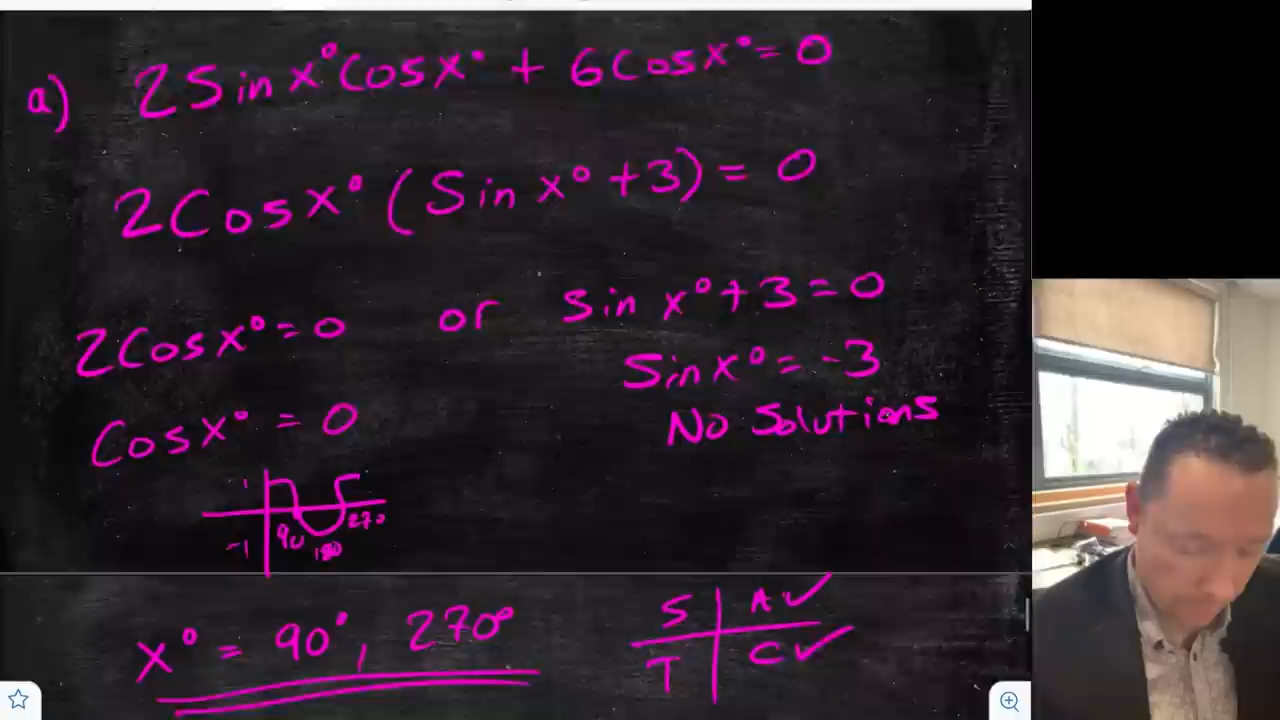 a) 2Sin x° Cos x° + 6Cos x° = 0
2Cos x° (Sin x° + 3) = 0
2Cos x° = 0 or Sin x° + 3 = 0
Sin x° = -3
Cos x° = 0
No Solutions
1
-1
90
180
270
x° = 90°, 270°
S A ✓
T C ✓